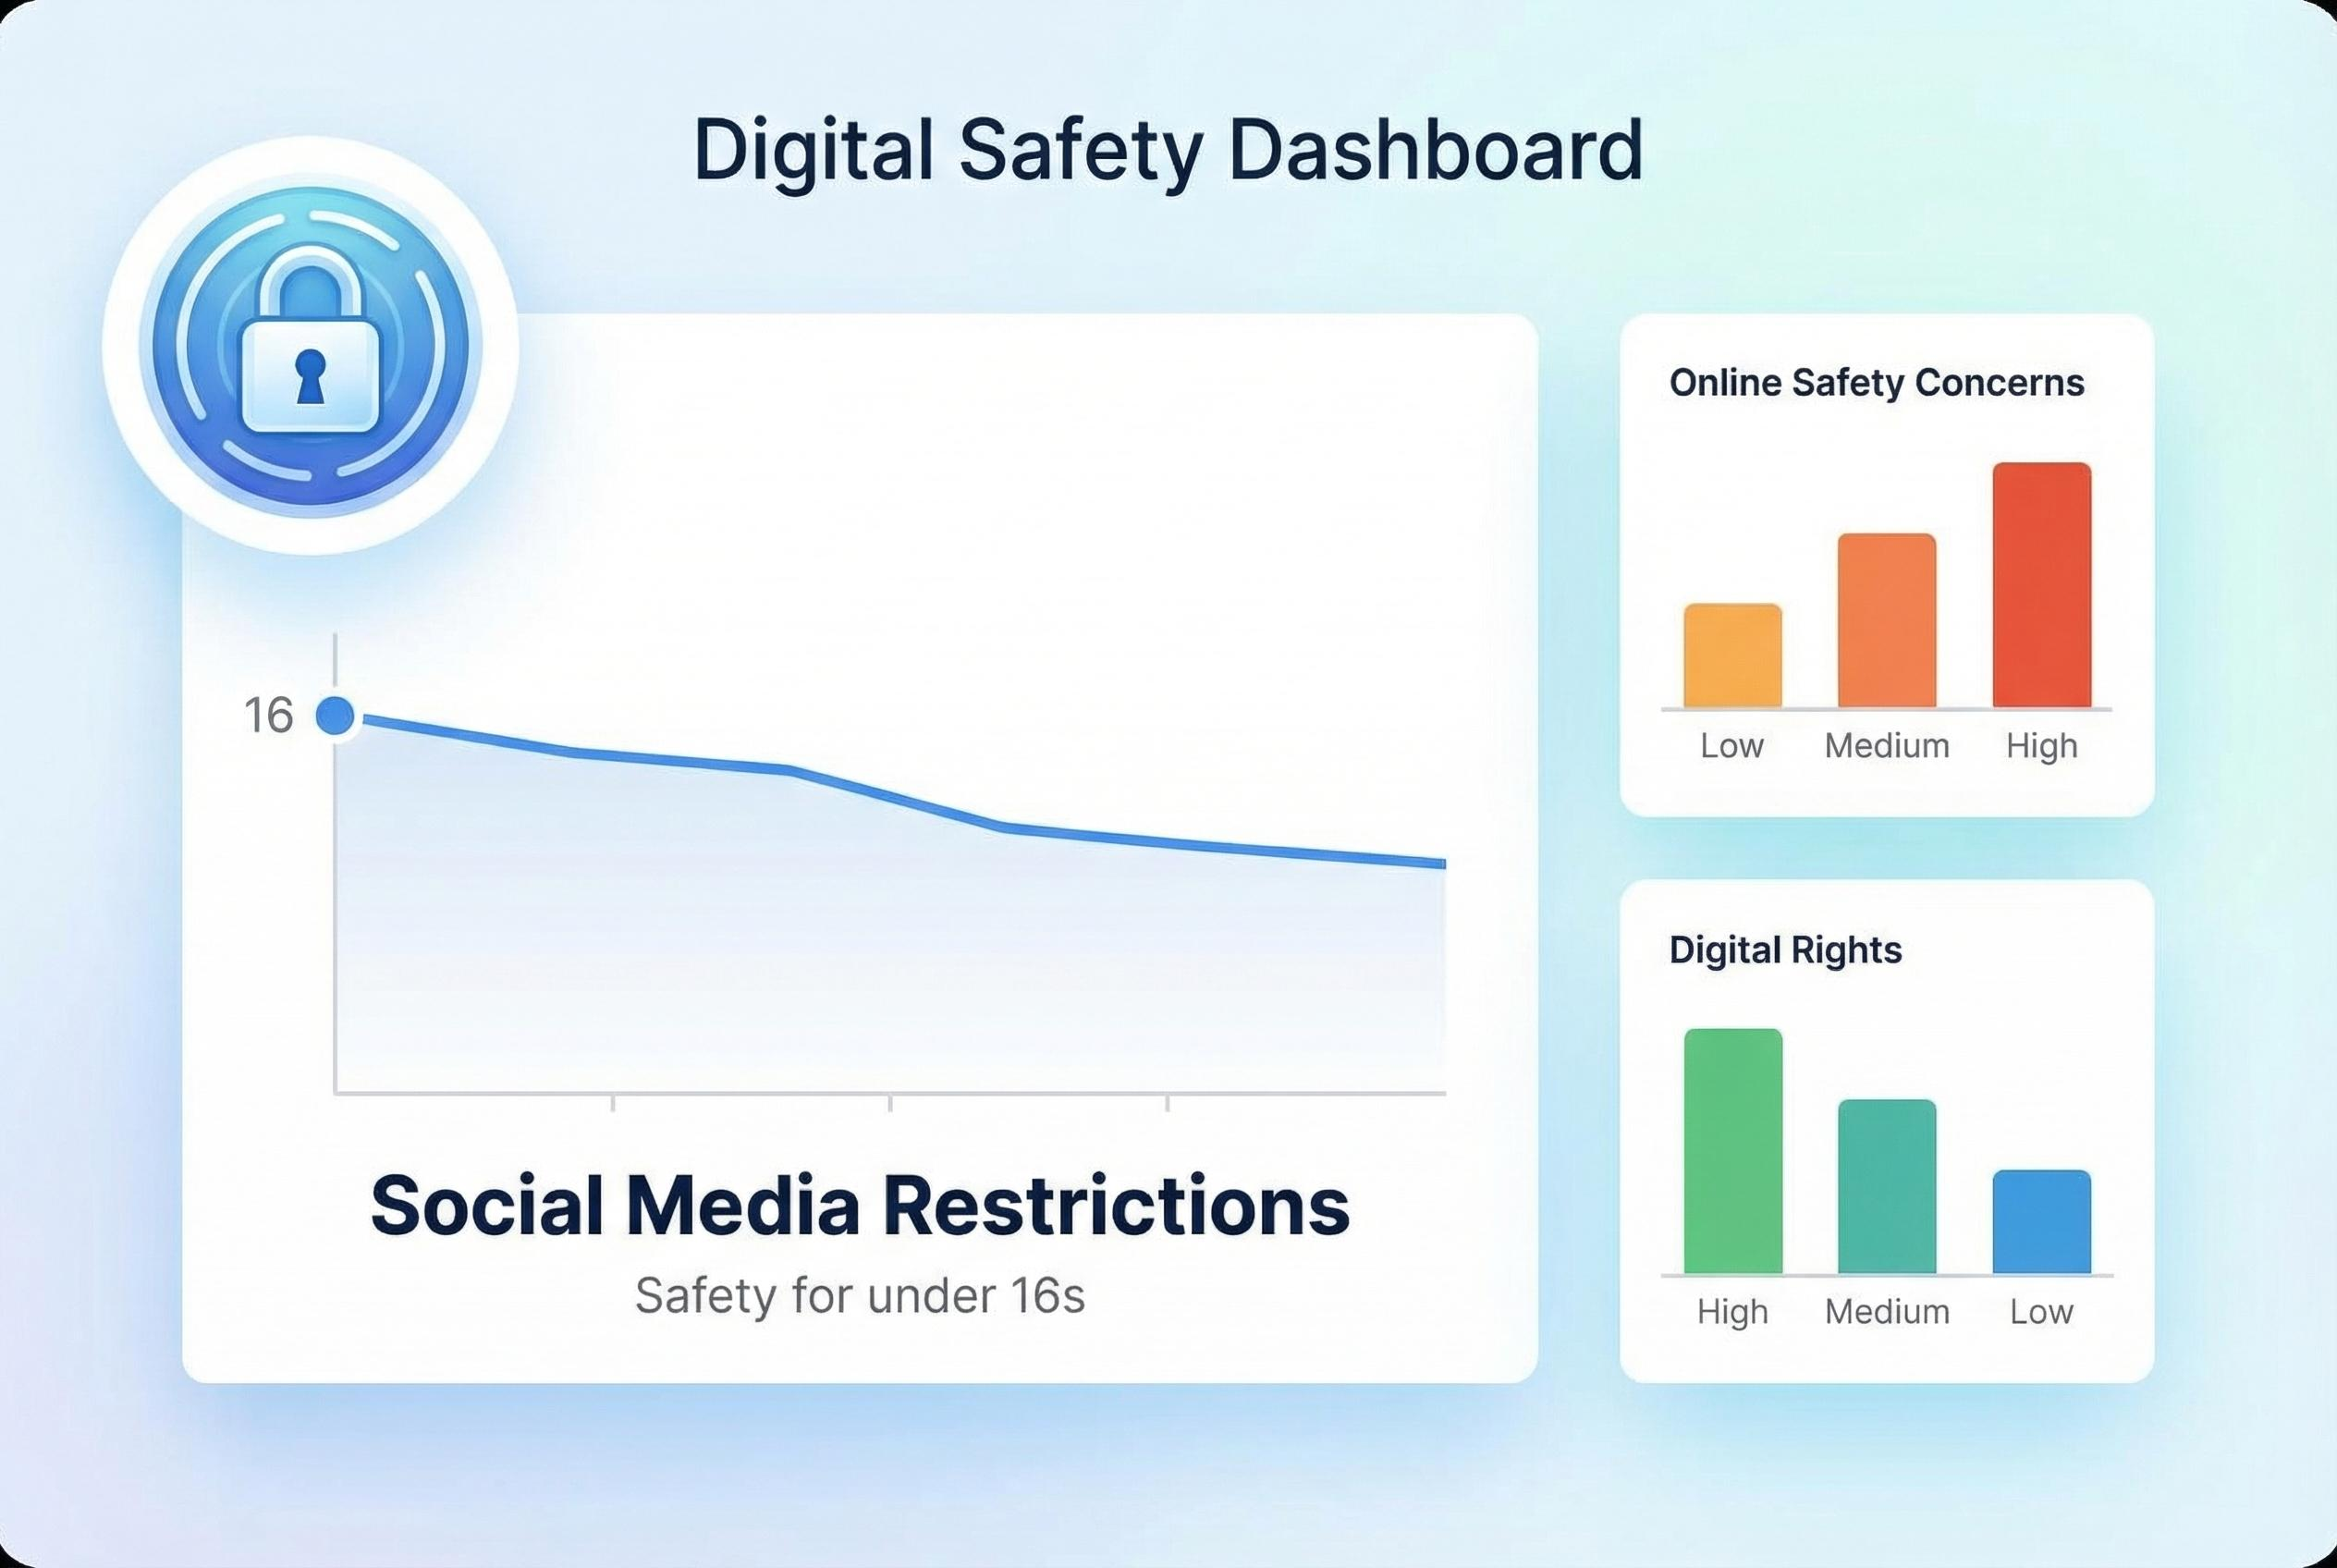 Digital Safety Dashboard
16
Social Media Restrictions
Safety for under 16s
Online Safety Concerns
Low Medium High
Digital Rights
High Medium Low